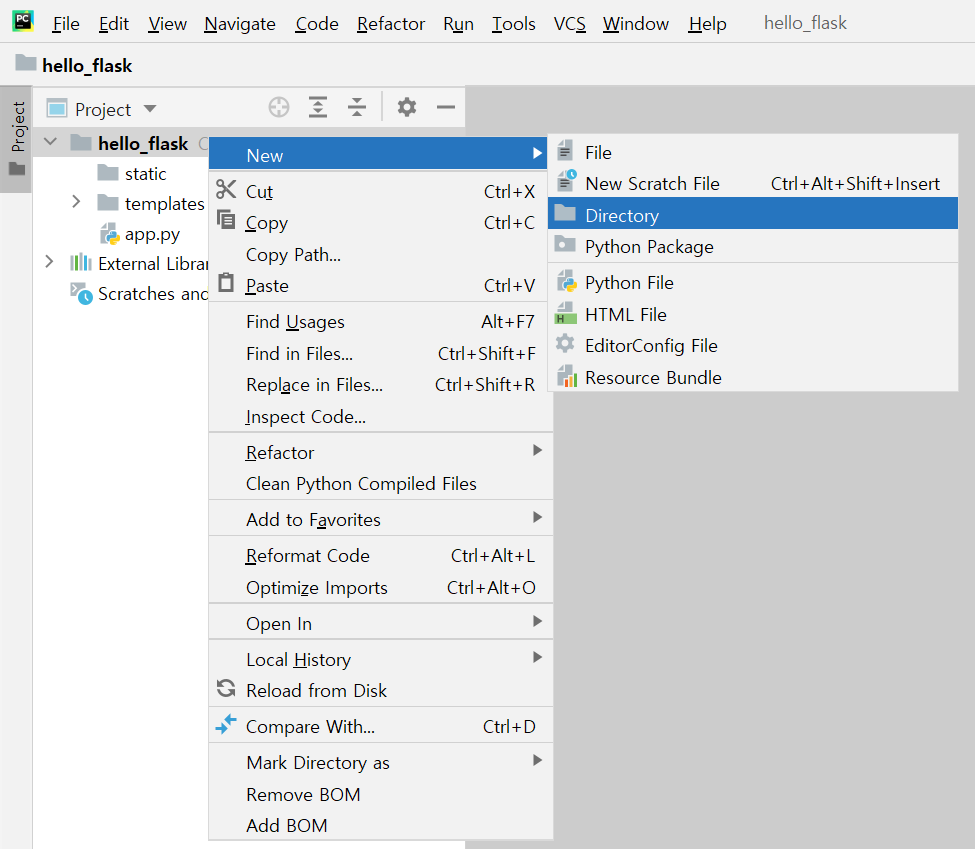 PC
File Edit View Navigate Code Refactor Run Tools VCS Window Help hello_flask
hello_flask
Project
Project
hello_flask
static
templates
app.py
External Librar
Scratches and
New
Cut Ctrl+X
Copy Ctrl+C
Copy Path...
Paste Ctrl+V
Find Usages Alt+F7
Find in Files... Ctrl+Shift+F
Replace in Files... Ctrl+Shift+R
Inspect Code...
Refactor
Clean Python Compiled Files
Add to Favorites
Reformat Code Ctrl+Alt+L
Optimize Imports Ctrl+Alt+O
Open In
Local History
Reload from Disk
Compare With... Ctrl+D
Mark Directory as
Remove BOM
Add BOM
File
New Scratch File Ctrl+Alt+Shift+Insert
Directory
Python Package
Python File
HTML File
EditorConfig File
Resource Bundle